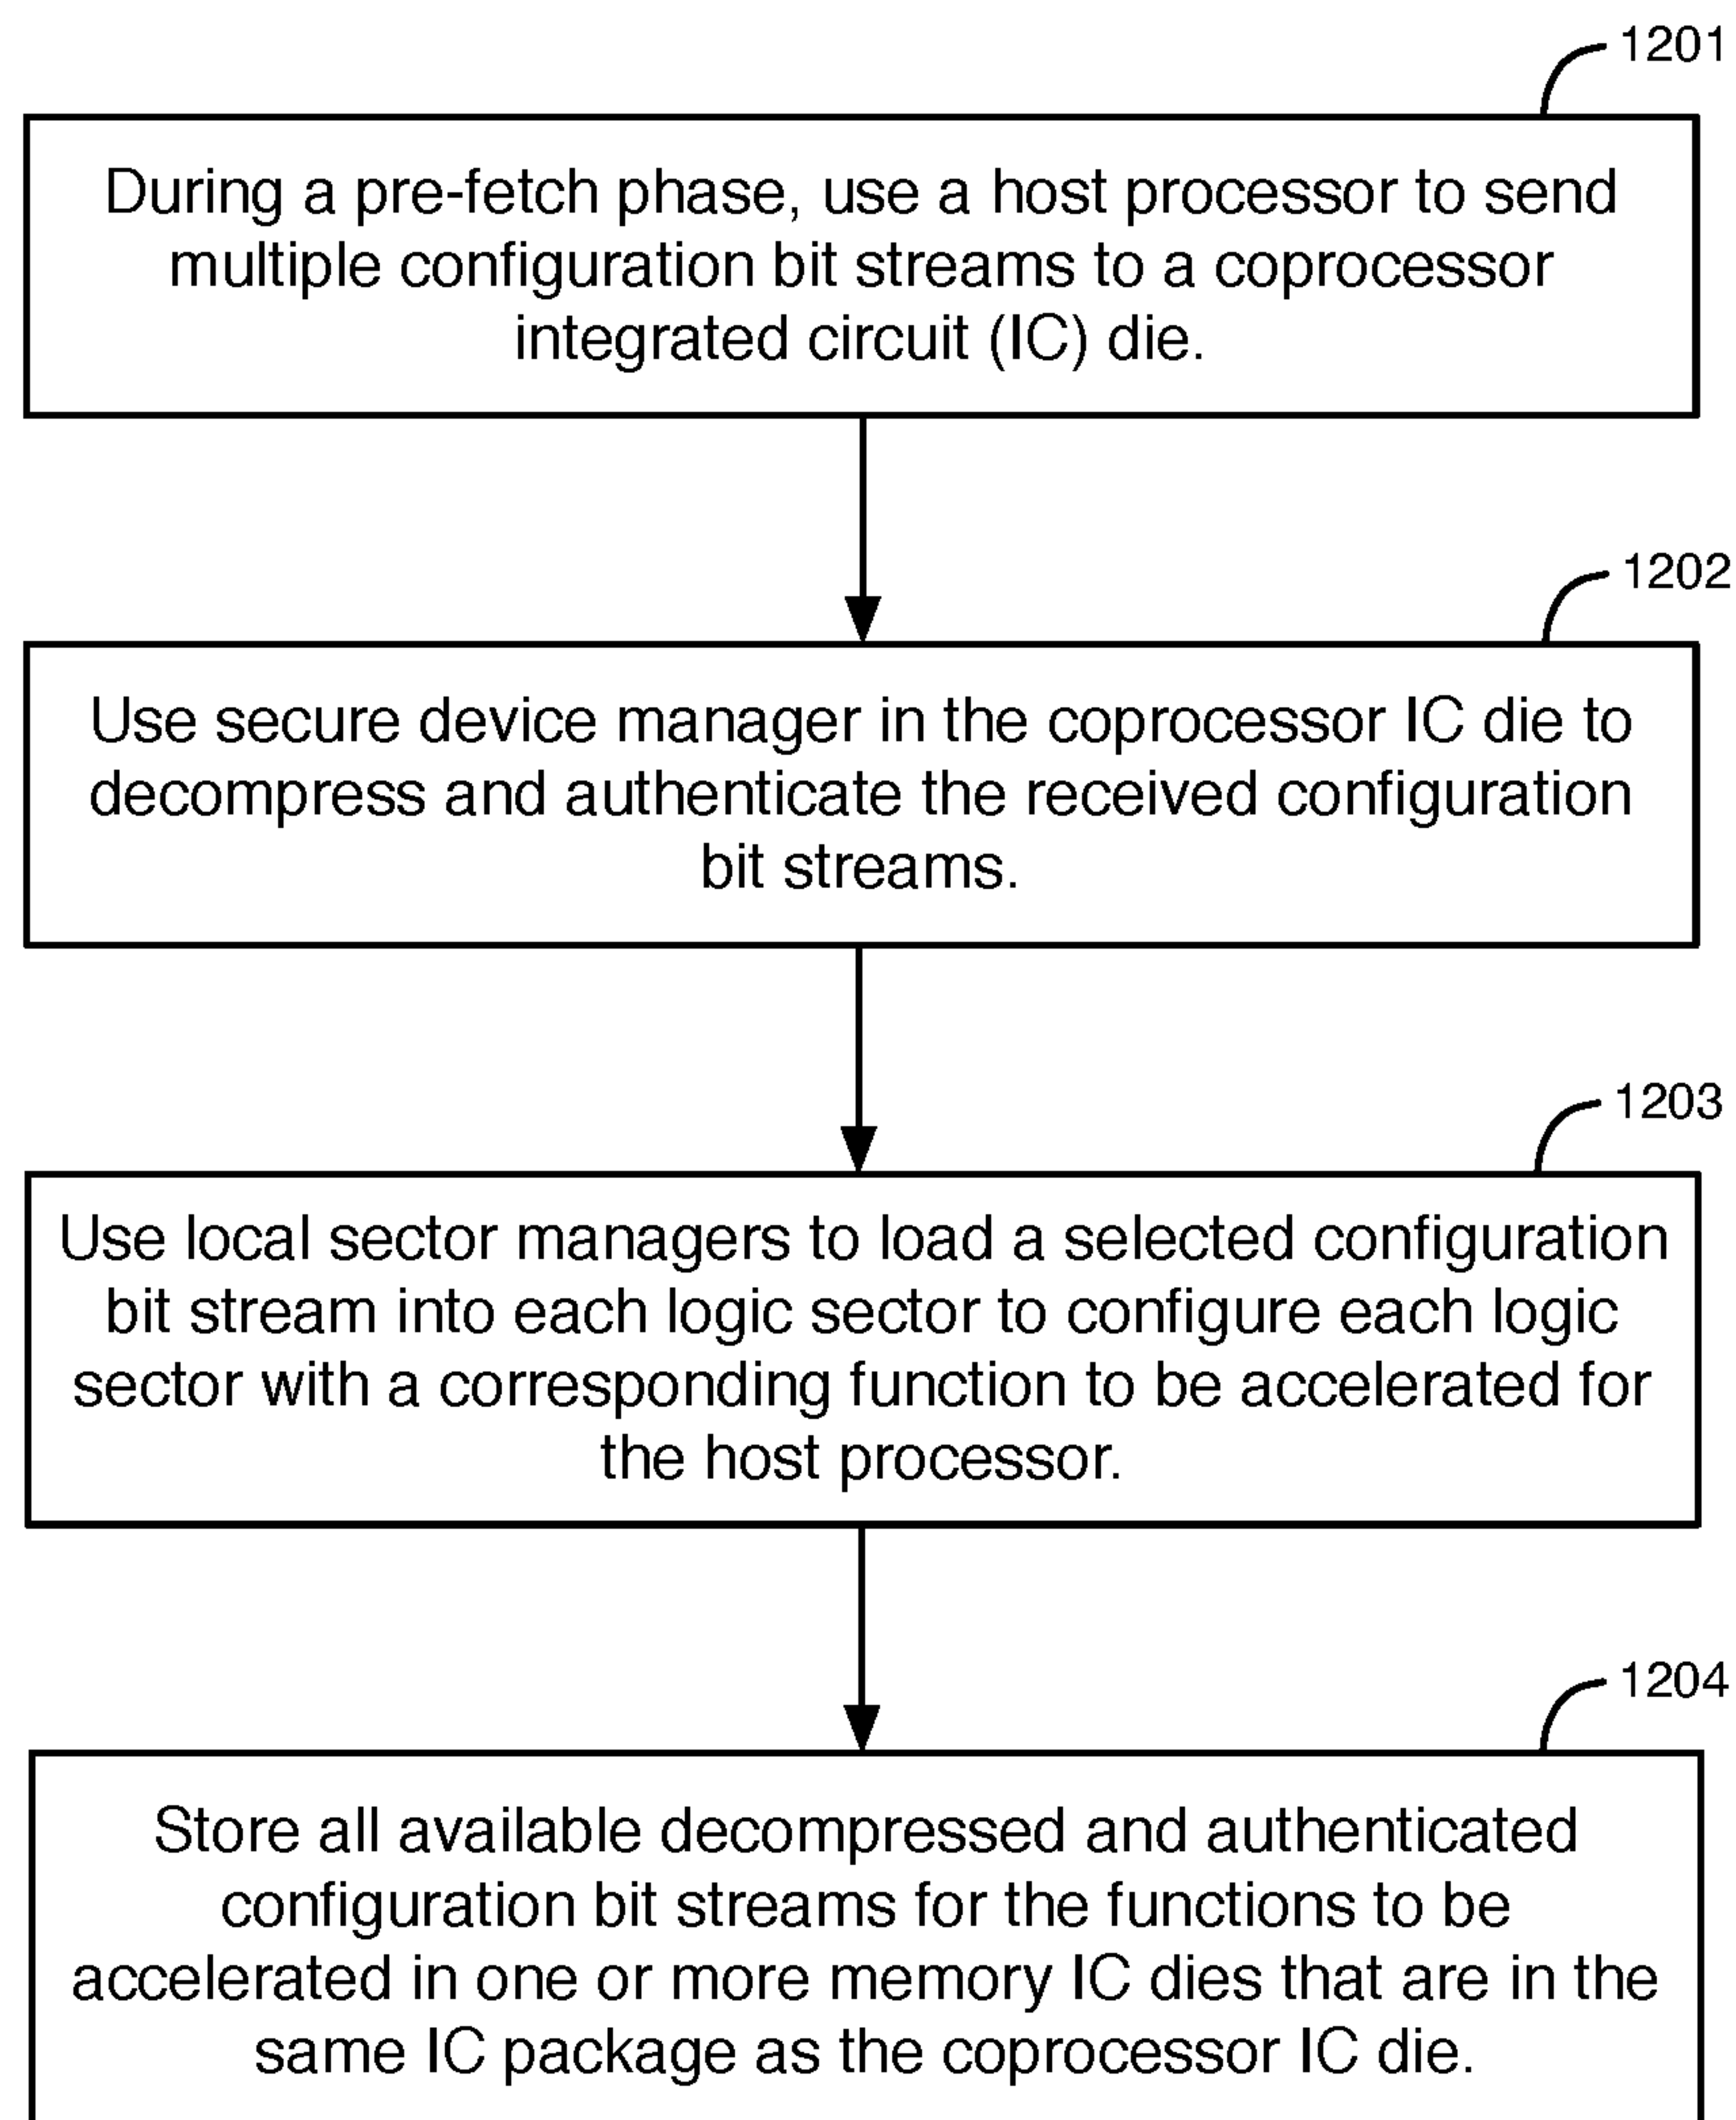 1201
During a pre-fetch phase, use a host processor to send
multiple configuration bit streams to a coprocessor
integrated circuit (IC) die.
1202
Use secure device manager in the coprocessor IC die to
decompress and authenticate the received configuration
bit streams.
1203
Use local sector managers to load a selected configuration
bit stream into each logic sector to configure each logic
sector with a corresponding function to be accelerated for
the host processor.
1204
Store all available decompressed and authenticated
configuration bit streams for the functions to be
accelerated in one or more memory IC dies that are in the
same IC package as the coprocessor IC die.